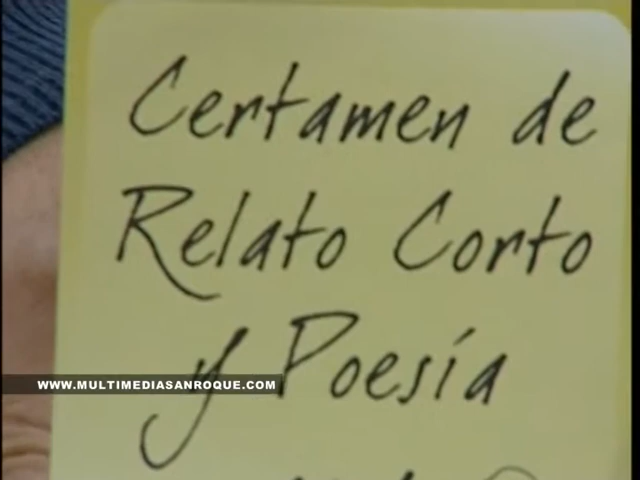 Certamen de
Relato Corto
y Poesía
WWW.MULTIMEDIASANROQUE.COM